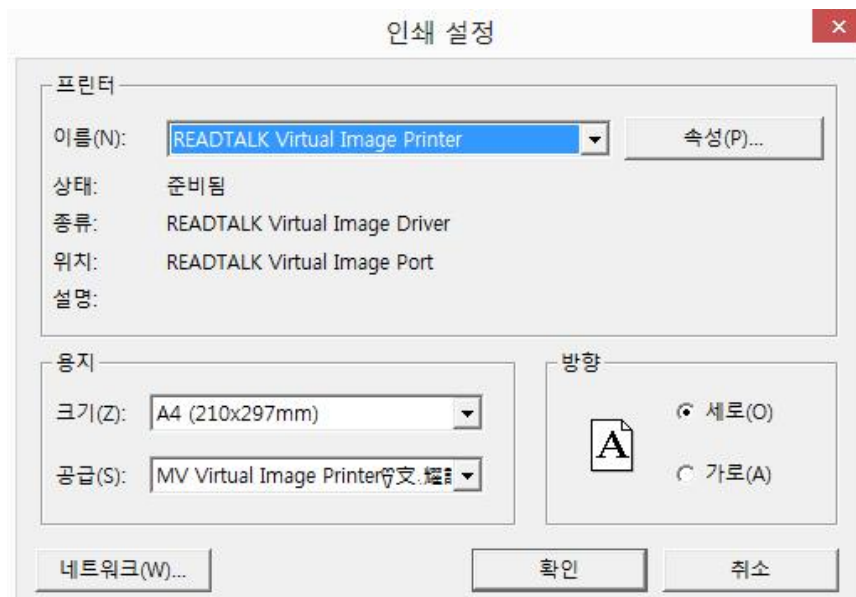 인쇄 설정
프린터
이름(N): READTALK Virtual Image Printer 속성(P)...
상태: 준비됨
종류: READTALK Virtual Image Driver
위치: READTALK Virtual Image Port
설명:
용지
크기(Z): A4 (210x297mm)
공급(S): MV Virtual Image Printer
방향
A
세로(O)
가로(A)
네트워크(W)... 확인 취소